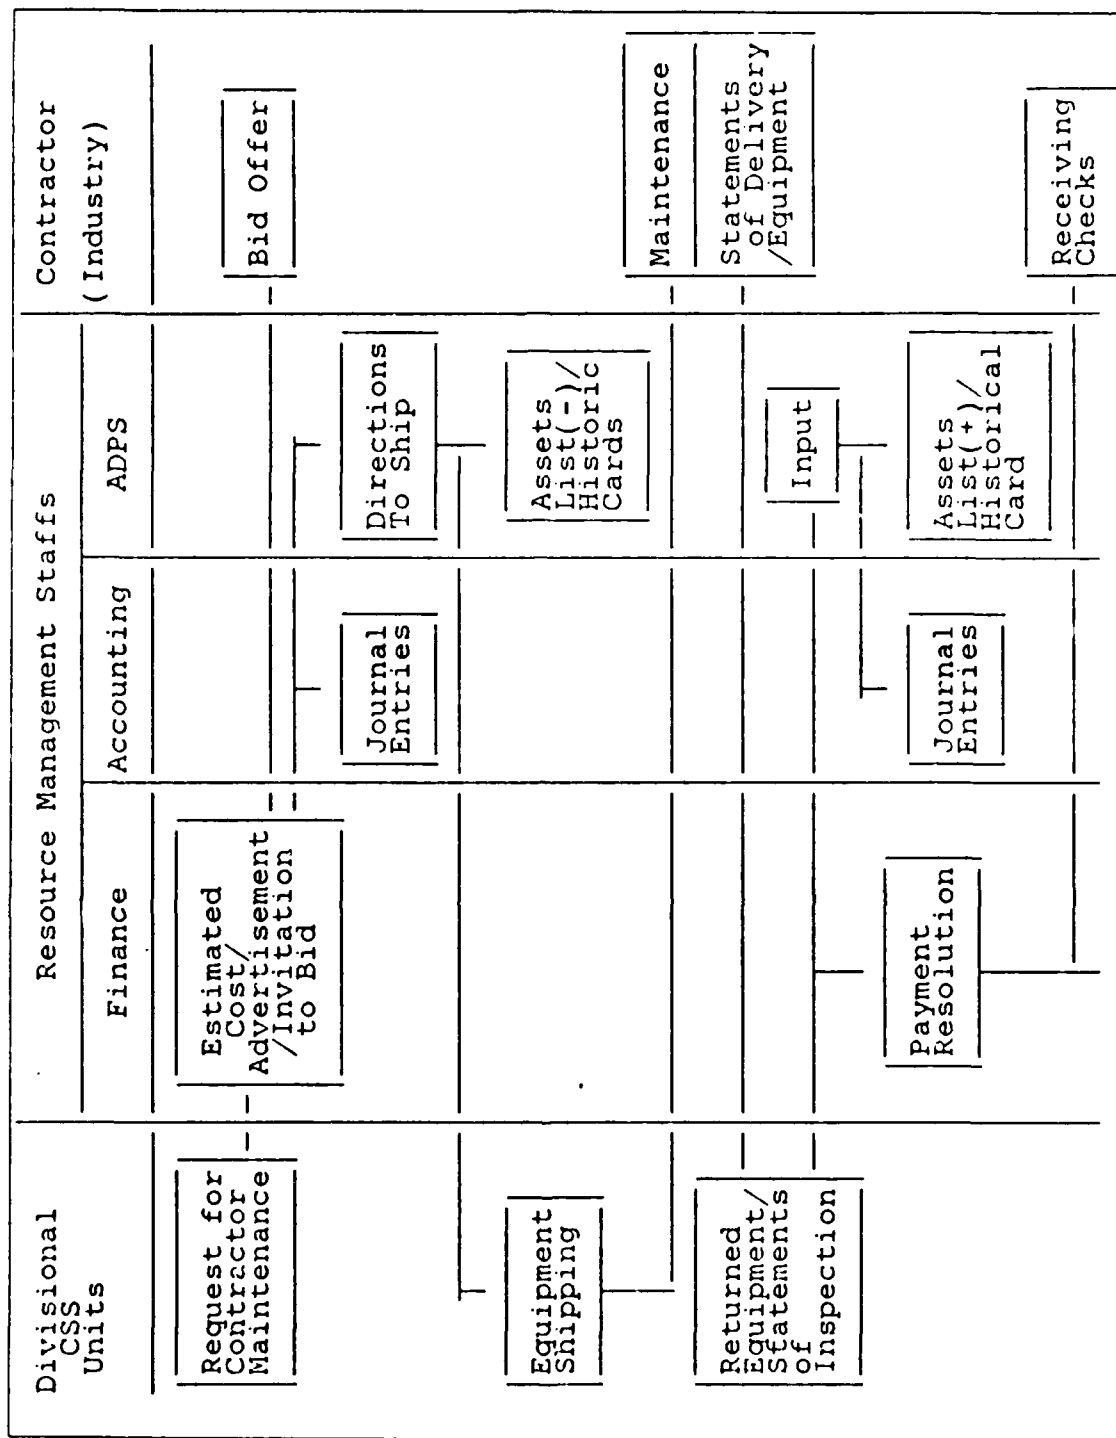 Divisional
CSS
Units
Resource Management Staffs
Contractor
(Industry)
Finance
Accounting
ADPS
Request for
Contractor
Maintenance
Estimated
Cost/
Advertisement
/Invitation
to Bid
Bid Offer
Journal
Entries
Directions
To Ship
Equipment
Shipping
Assets
List(-)/
Historic
Cards
Maintenance
Returned
Equipment/
Statements
of
Inspection
Statements
of Delivery
/Equipment
Input
Payment
Resolution
Journal
Entries
Assets
List(+)/
Historical
Card
Receiving
Checks